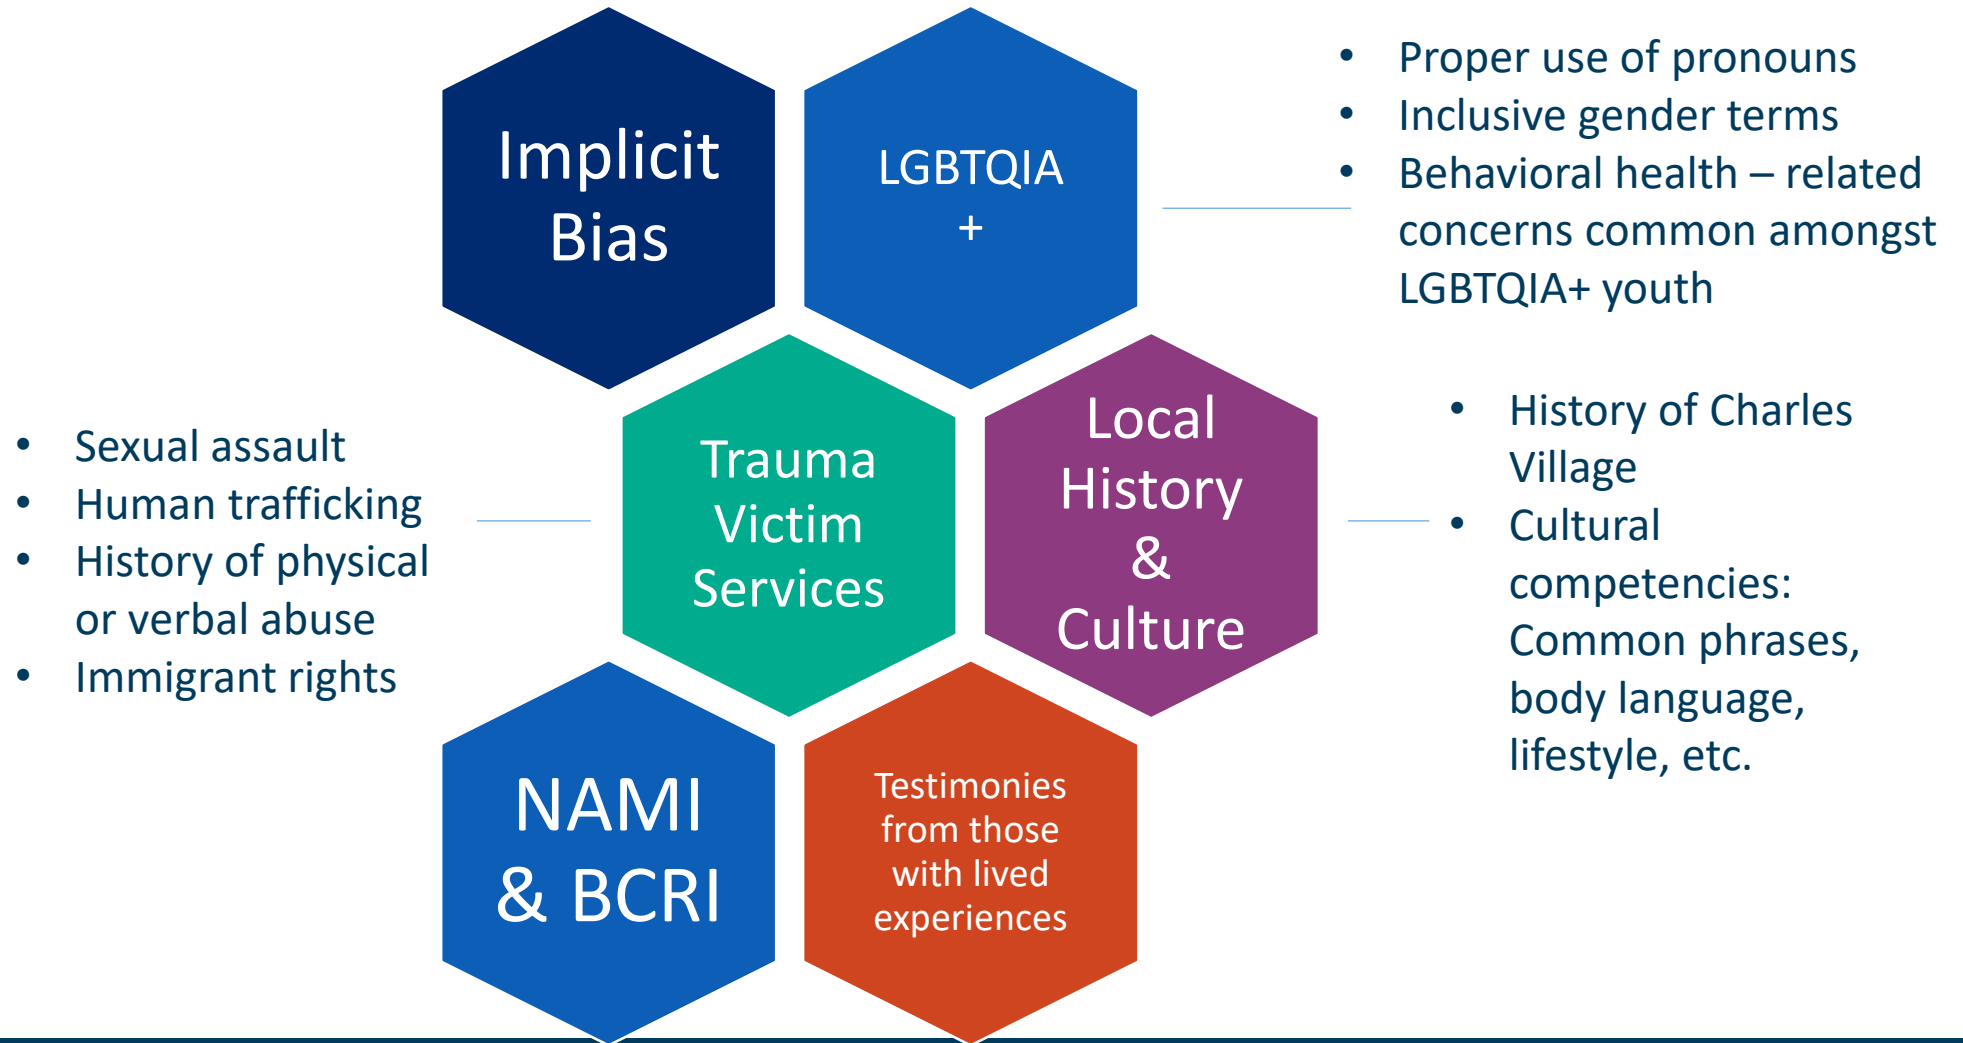 Implicit
Bias
LGBTQIA
+
• Proper use of pronouns
• Inclusive gender terms
• Behavioral health – related
concerns common amongst
LGBTQIA+ youth
• Sexual assault
• Human trafficking
• History of physical
or verbal abuse
• Immigrant rights
Trauma
Victim
Services
Local
History
&
Culture
• History of Charles
Village
• Cultural
competencies:
Common phrases,
body language,
lifestyle, etc.
NAMI
& BCRI
Testimonies
from those
with lived
experiences